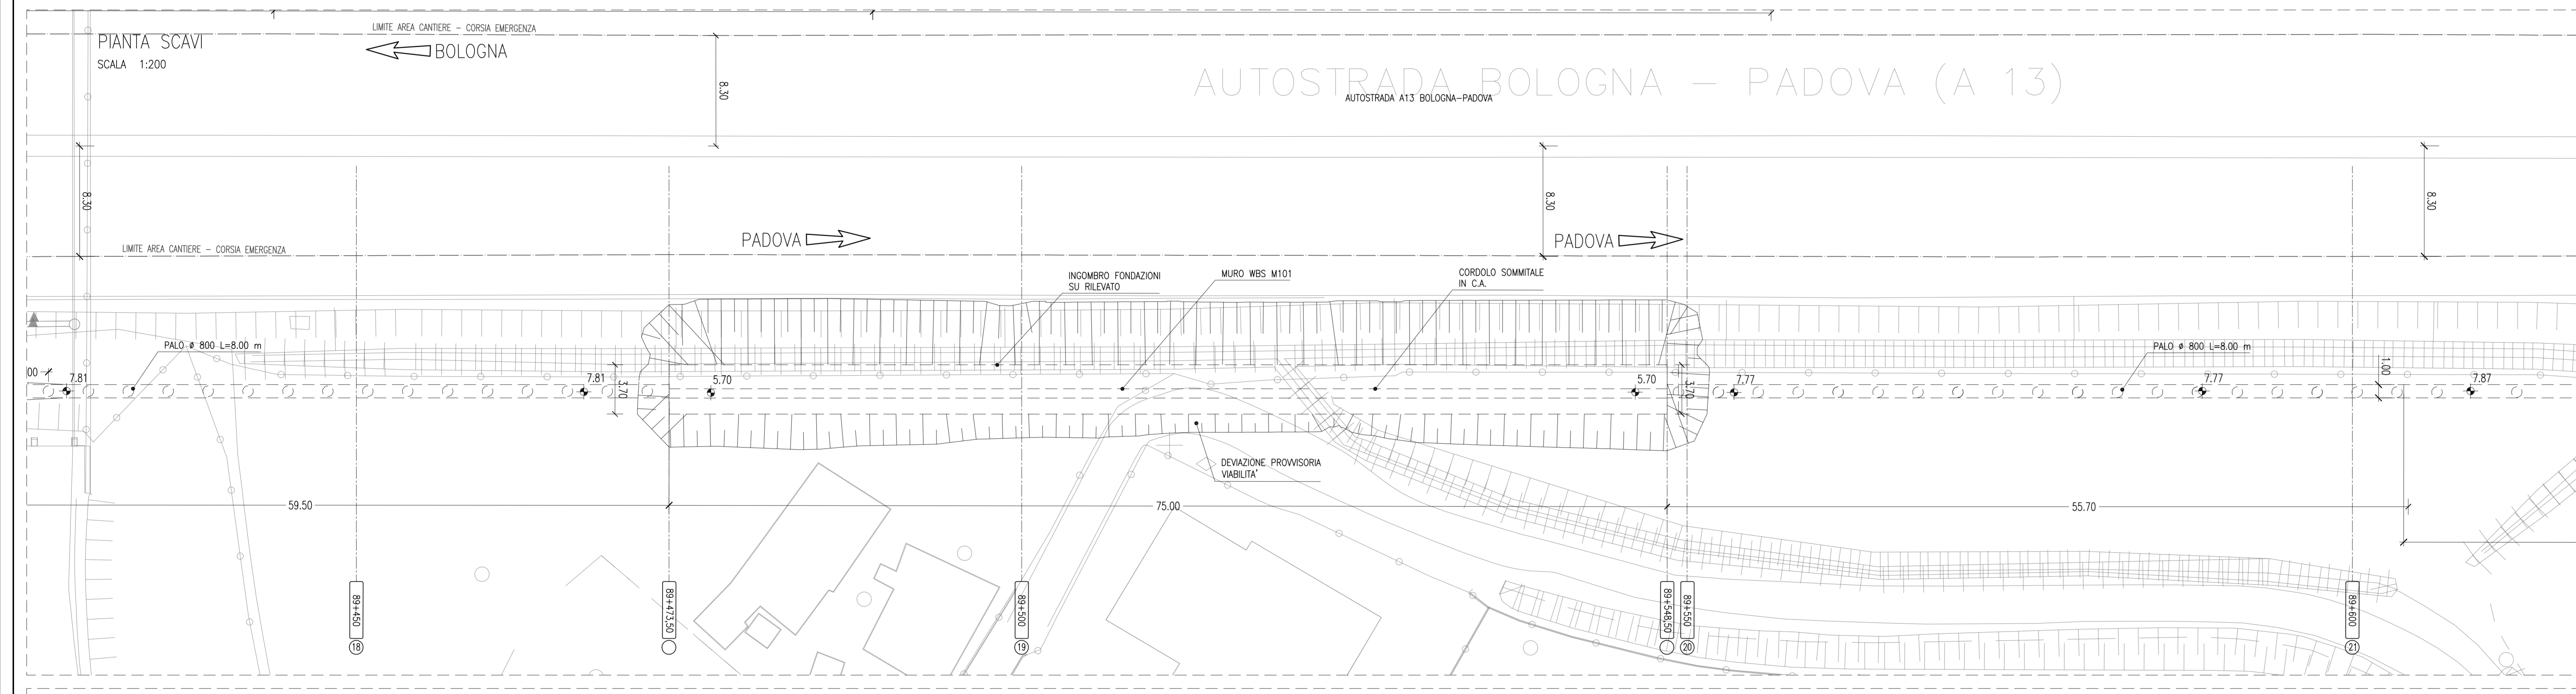 LIMITE AREA CANTIERE - CORSIA EMERGENZA
PIANTA SCAVI
SCALA 1:200
BOLOGNA
8.30
AUTOSTRADA BOLOGNA - PADOVA (A 13)
AUTOSTRADA A13 BOLOGNA-PADOVA
8.30
8.30
8.30
LIMITE AREA CANTIERE - CORSIA EMERGENZA
PADOVA
PADOVA
INGOMBRO FONDAZIONI
SU RILEVATO
MURO WBS M101
CORDOLO SOMMITALE
IN C.A.
PALO ø 800 L=8.00 m
PALO ø 800 L=8.00 m
00
7.81
7.81
3.70
5.70
5.70
3.70
7.77
7.77
1.00
7.87
DEVIAZIONE PROVVISORIA
VIABILITA'
59.50
75.00
55.70
89+450
18
89+473,50
89+500
19
89+548,50
89+550
20
89+600
21